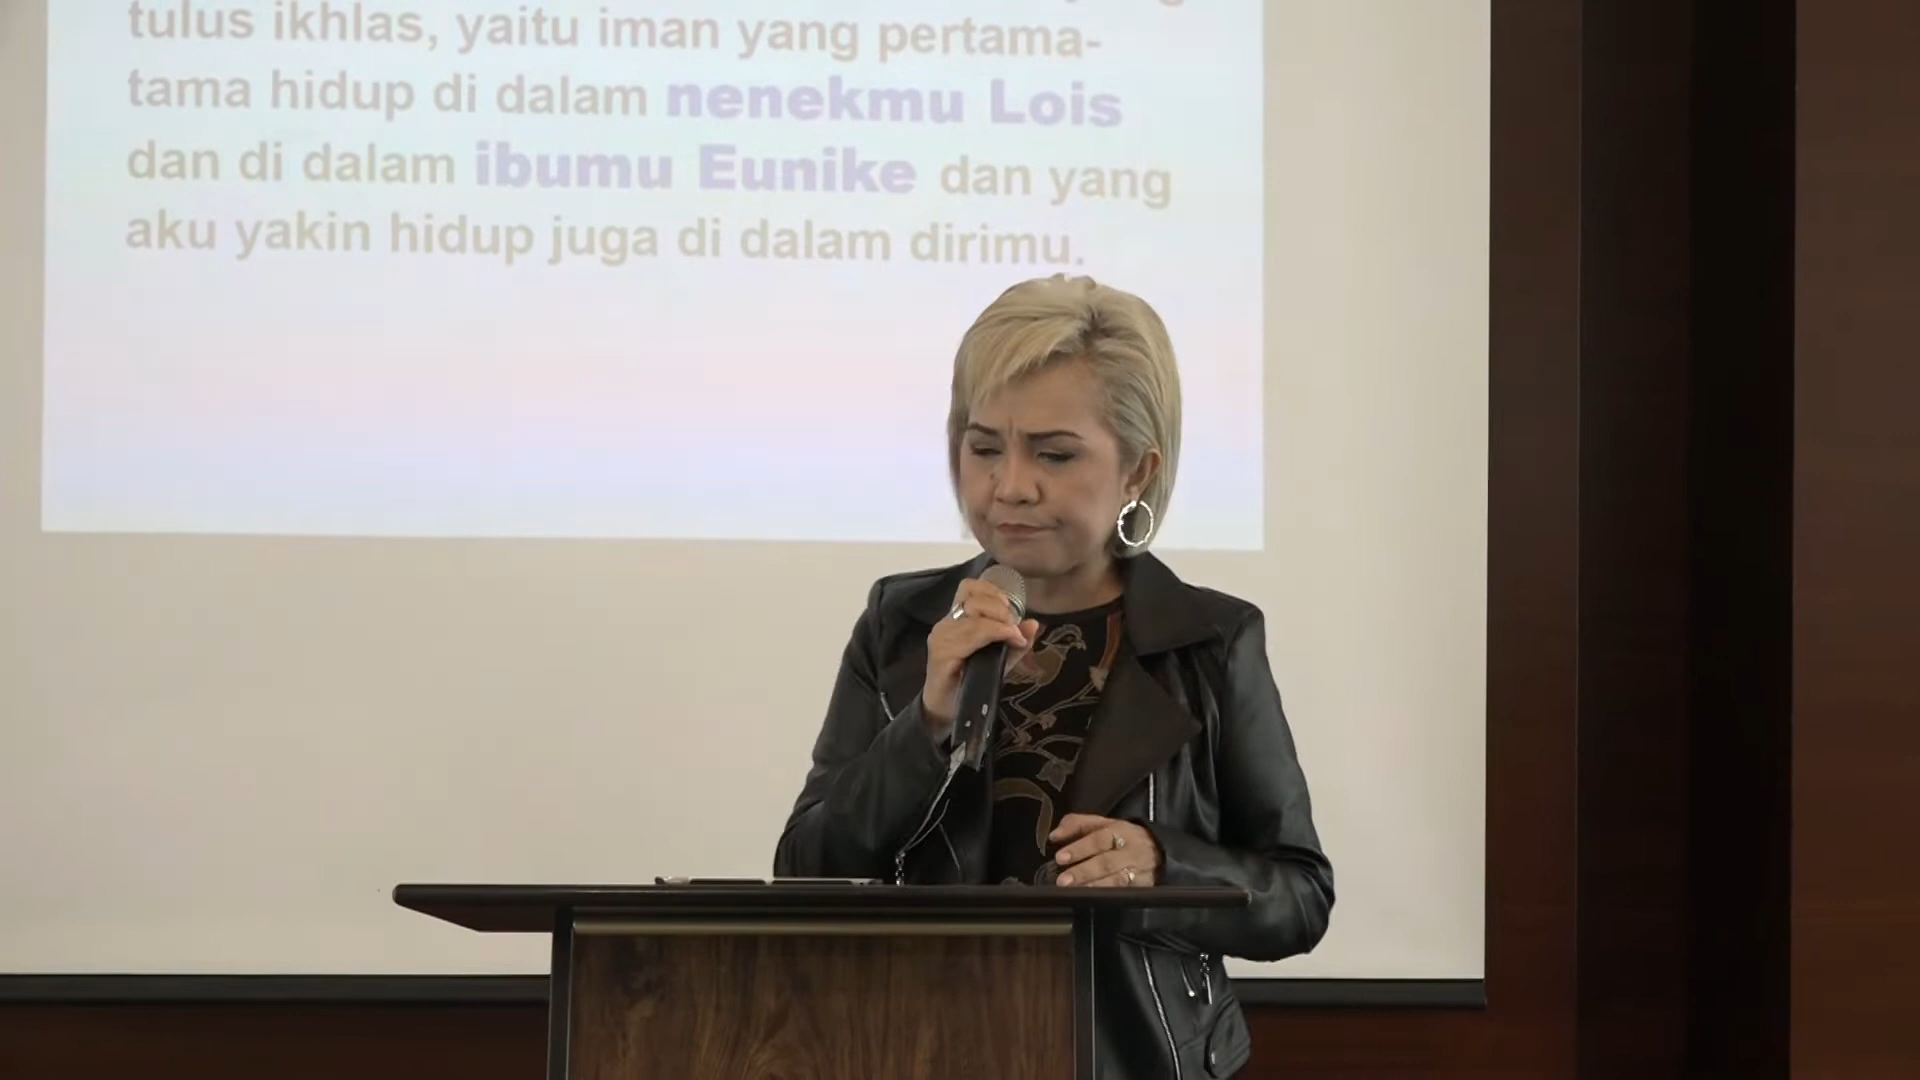 tulus ikhlas, yaitu iman yang pertama-
tama hidup di dalam nenekmu Lois
dan di dalam ibumu Eunike dan yang
aku yakin hidup juga di dalam dirimu.